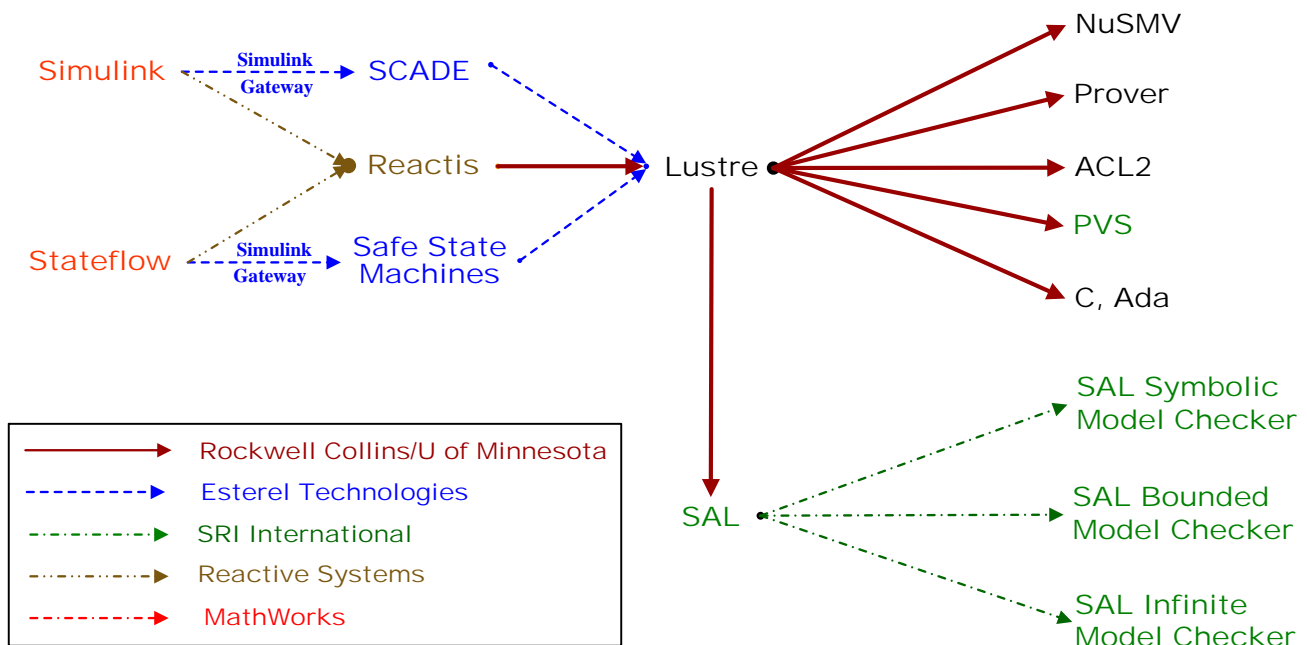 NuSMV
Simulink
Simulink
Gateway
SCADE
Prover
Reactis
Lustre
ACL2
PVS
Stateflow
Simulink
Gateway
Safe State
Machines
C, Ada
SAL Symbolic
Model Checker
SAL
SAL Bounded
Model Checker
SAL Infinite
Model Checker
Rockwell Collins/U of Minnesota
Esterel Technologies
SRI International
Reactive Systems
MathWorks